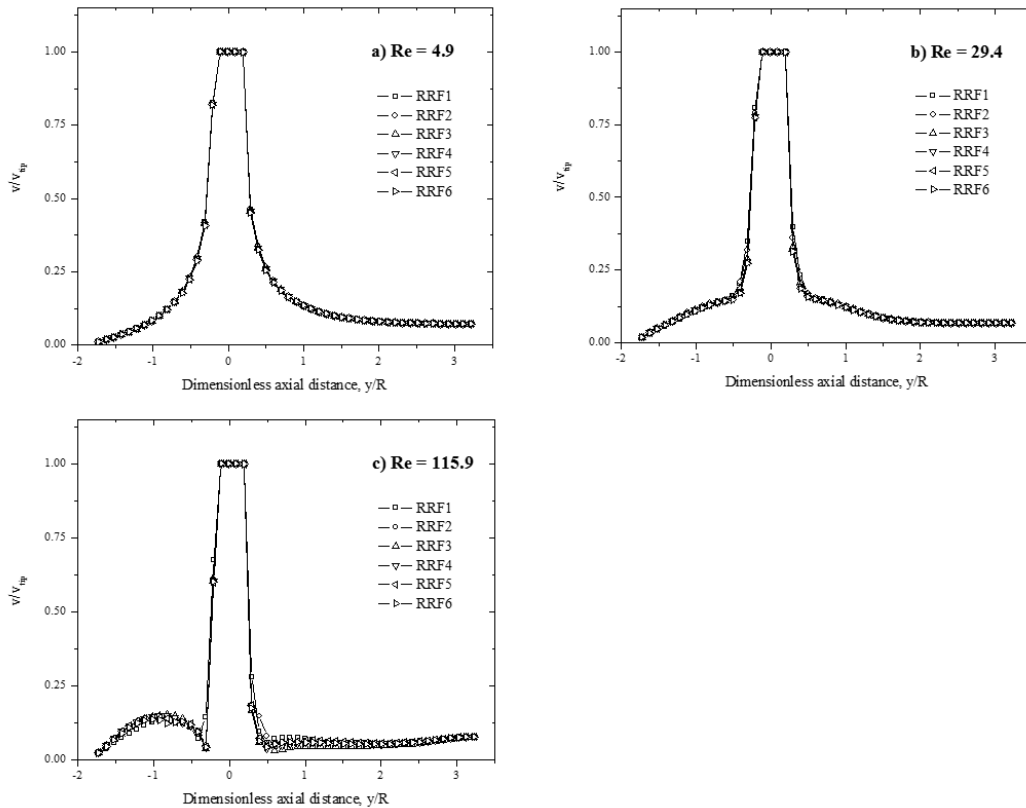 a) Re = 4.9
RRF1
RRF2
RRF3
RRF4
RRF5
RRF6
1.00
0.75
0.50
0.25
0.00
v/v_tip
-2
-1
0
1
2
3
Dimensionless axial distance, y/R
b) Re = 29.4
RRF1
RRF2
RRF3
RRF4
RRF5
RRF6
1.00
0.75
0.50
0.25
0.00
v/v_tip
-2
-1
0
1
2
3
Dimensionless axial distance, y/R
c) Re = 115.9
RRF1
RRF2
RRF3
RRF4
RRF5
RRF6
1.00
0.75
0.50
0.25
0.00
v/v_tip
-2
-1
0
1
2
3
Dimensionless axial distance, y/R